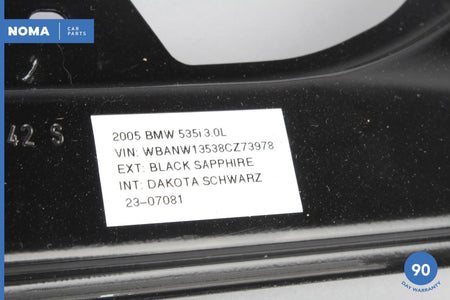 NOMA CAR
PARTS
42 S
2005 BMW 535i 3.0L
VIN: WBANW13538CZ73978
EXT: BLACK SAPPHIRE
INT: DAKOTA SCHWARZ
23-07081
90
DAY WARRANTY